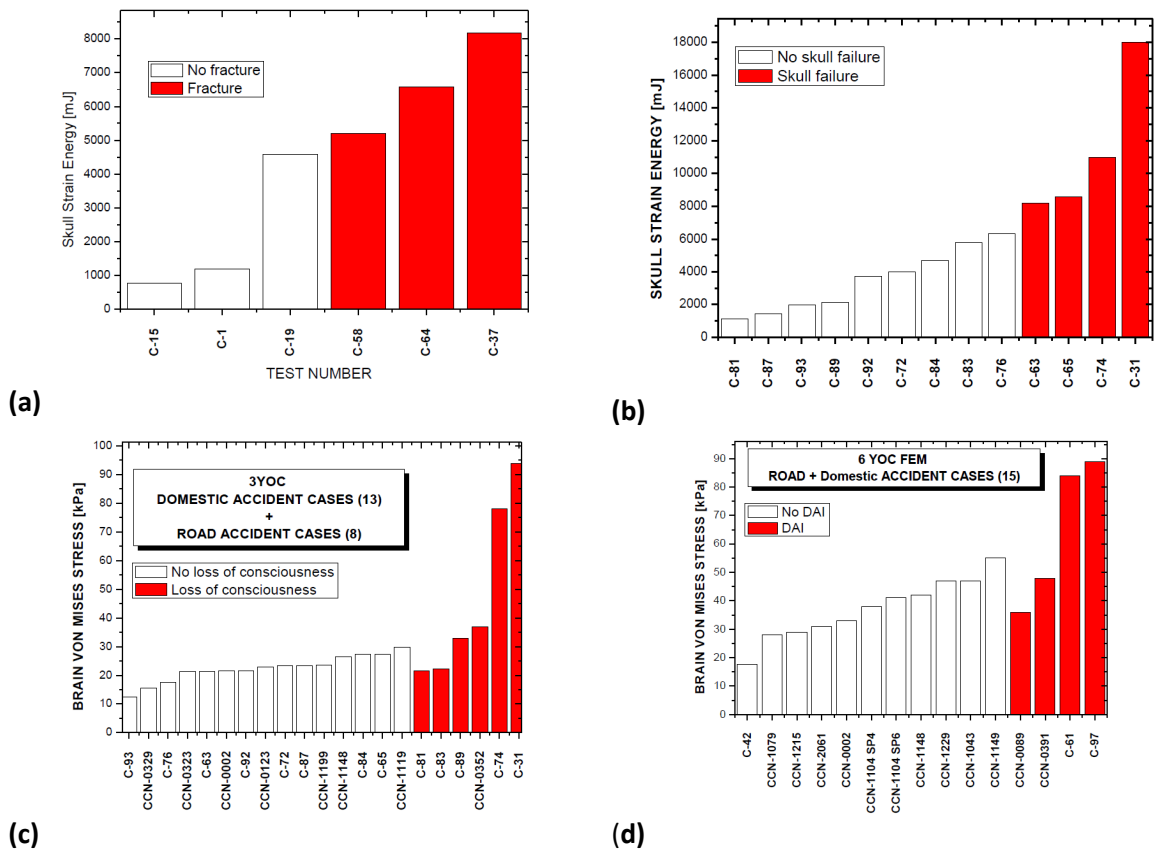 8000
7000
6000
5000
4000
3000
2000
1000
0
Skull Strain Energy [mJ]
No fracture
Fracture
C-15
C-1
C-19
C-58
C-64
C-37
TEST NUMBER
(a)
18000
16000
14000
12000
10000
8000
6000
4000
2000
0
SKULL STRAIN ENERGY [mJ]
No skull failure
Skull failure
C-81
C-87
C-93
C-89
C-92
C-72
C-84
C-83
C-76
C-63
C-65
C-74
C-31
(b)
100
90
80
70
60
50
40
30
20
10
0
BRAIN VON MISES STRESS [kPa]
3YOC
DOMESTIC ACCIDENT CASES (13)
+
ROAD ACCIDENT CASES (8)
No loss of consciousness
Loss of consciousness
C-93
CCN-0329
C-76
CCN-0323
C-63
CCN-0002
C-92
CCN-0123
C-72
C-87
CCN-1199
CCN-1148
C-84
C-65
CCN-1119
C-81
C-83
C-89
CCN-0352
C-74
C-31
(c)
90
80
70
60
50
40
30
20
10
0
BRAIN VON MISES STRESS [kPa]
6 YOC FEM
ROAD + Domestic ACCIDENT CASES (15)
No DAI
DAI
C-42
CCN-1079
CCN-1215
CCN-2061
CCN-0002
CCN-1104 SP4
CCN-1104 SP6
CCN-1148
CCN-1229
CCN-1043
CCN-1149
CCN-0089
CCN-0391
C-61
C-97
(d)